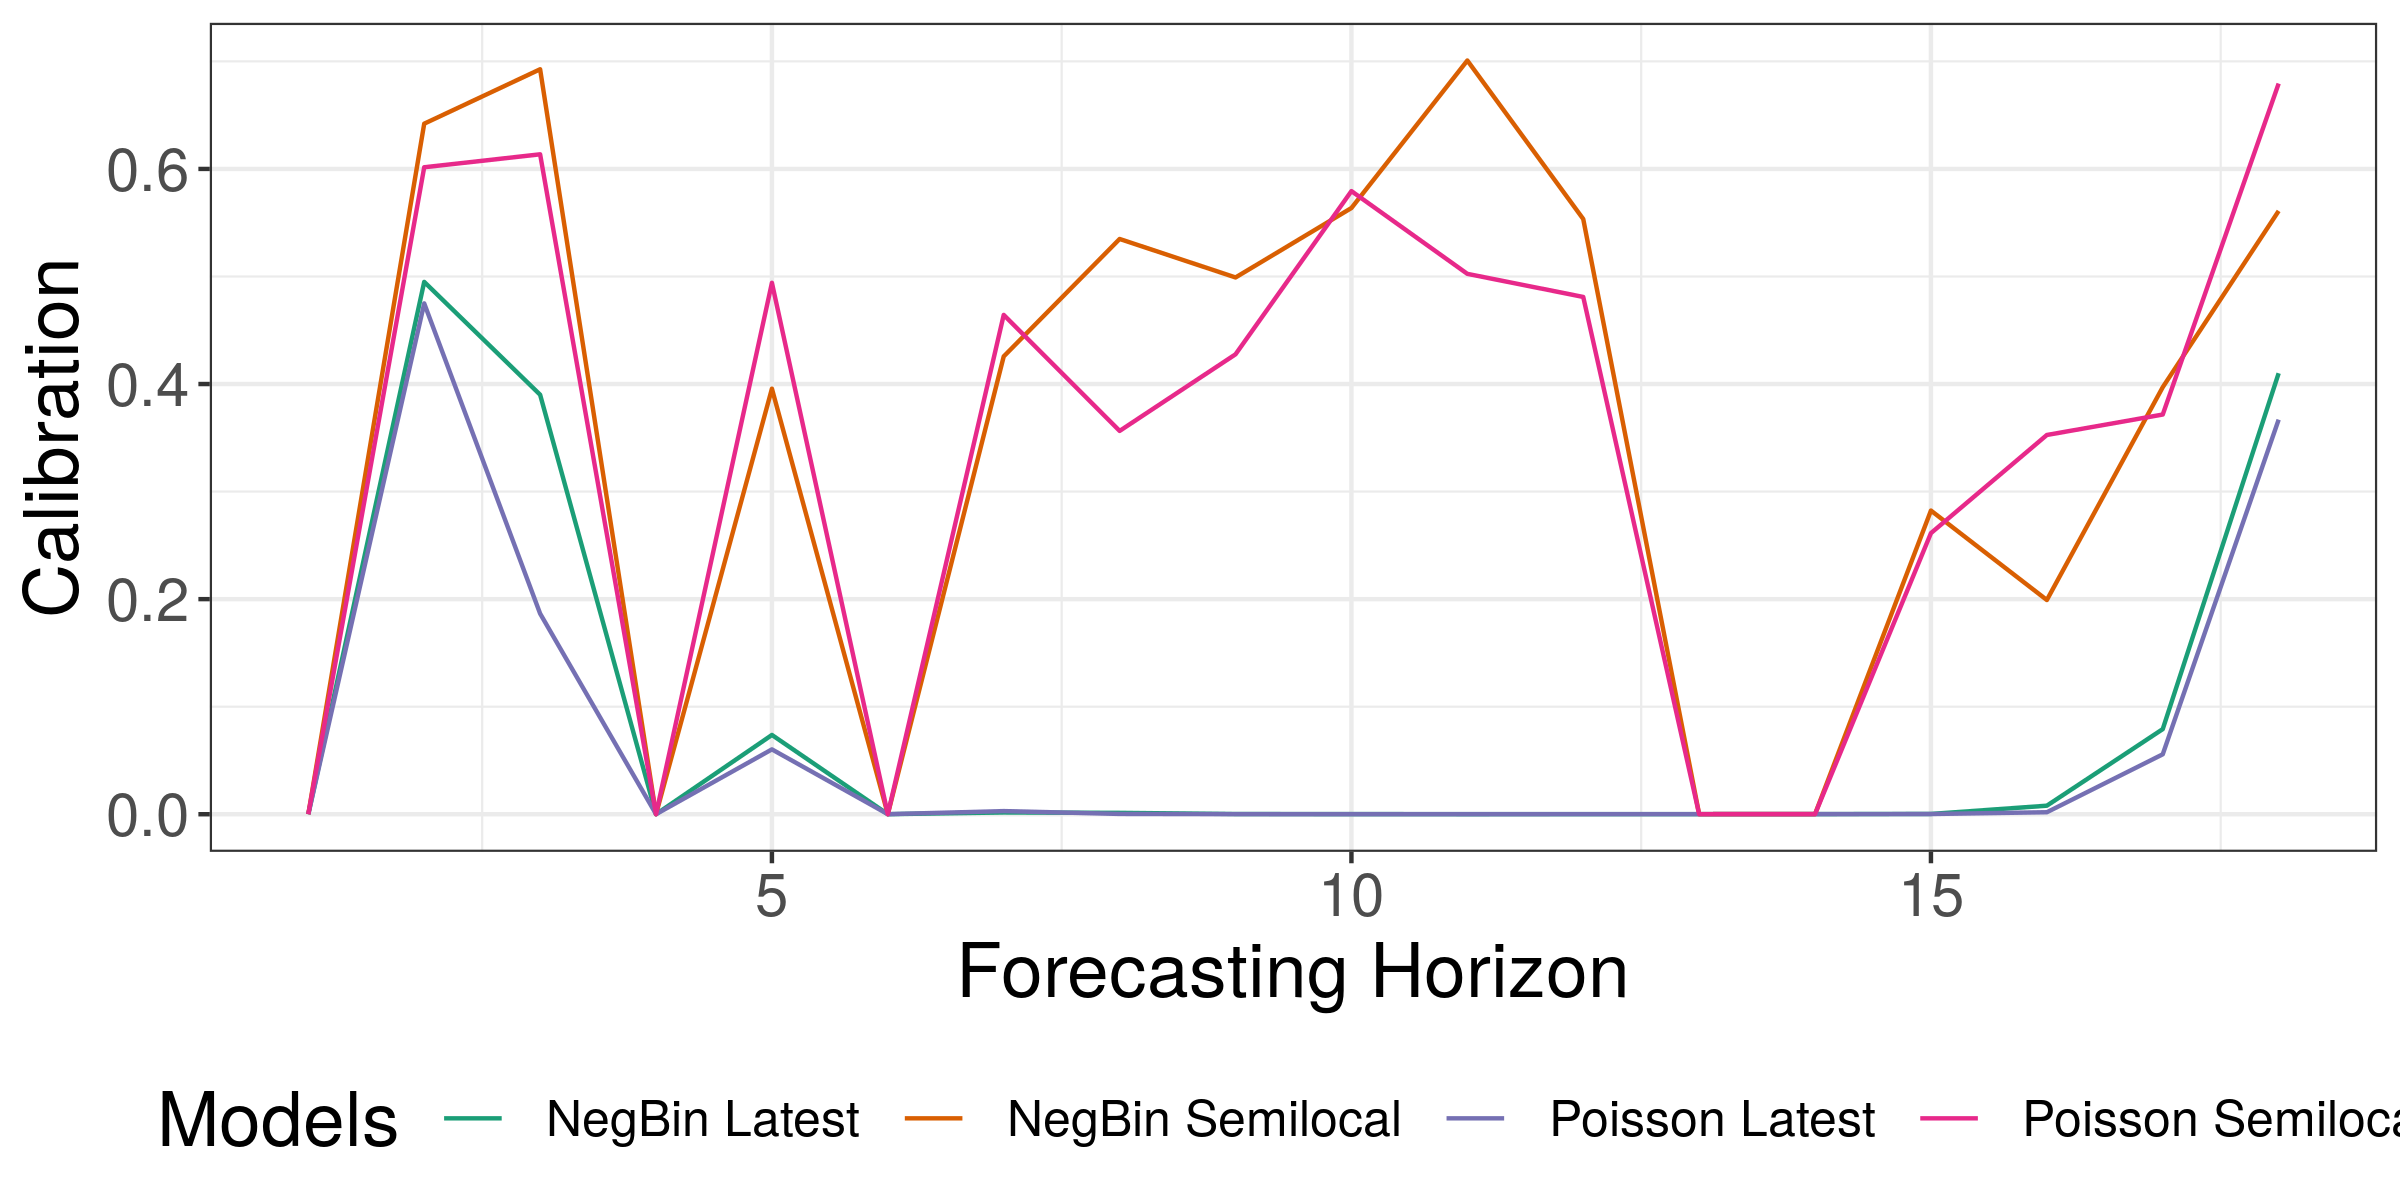 Calibration
0.6
0.4
0.2
0.0
5 10 15
Forecasting Horizon
Models NegBin Latest NegBin Semilocal Poisson Latest Poisson